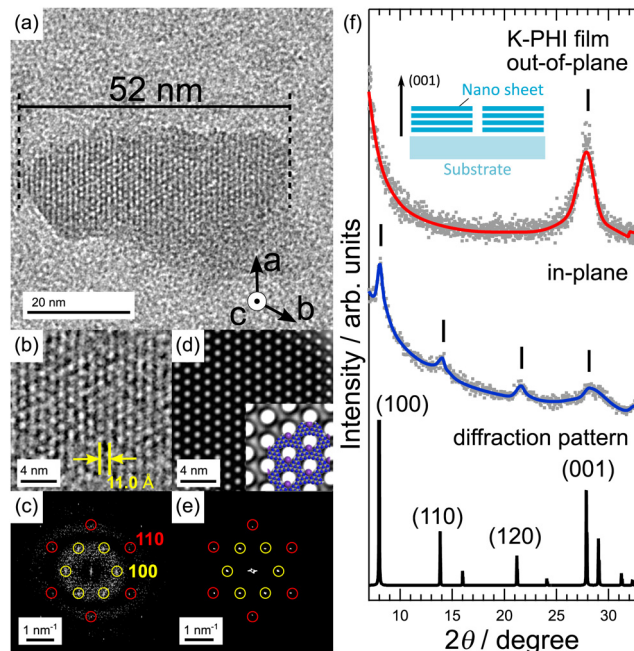 (a)
52 nm
a
c
b
20 nm
(b)
11.0 Å
4 nm
(d)
4 nm
(c)
110
100
1 nm⁻¹
(e)
1 nm⁻¹
(f)
K-PHI film
out-of-plane
(001)
Nano sheet
Substrate
in-plane
Intensity / arb. units
(100)
diffraction pattern
(001)
(110)
(120)
10 15 20 25 30
2θ / degree